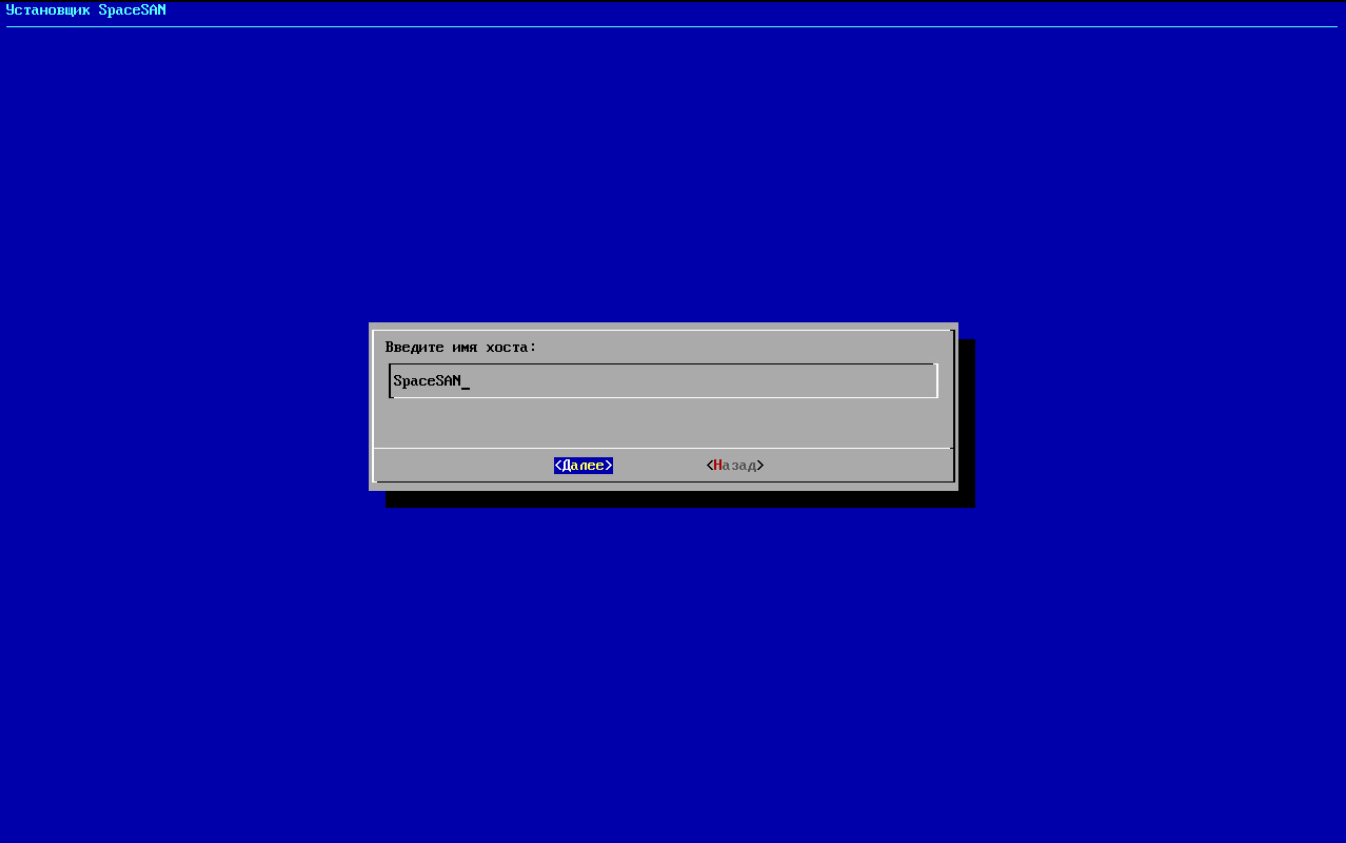 Установщик SpaceSAN
Введите имя хоста:
SpaceSAN_
<Далее> <Назад>